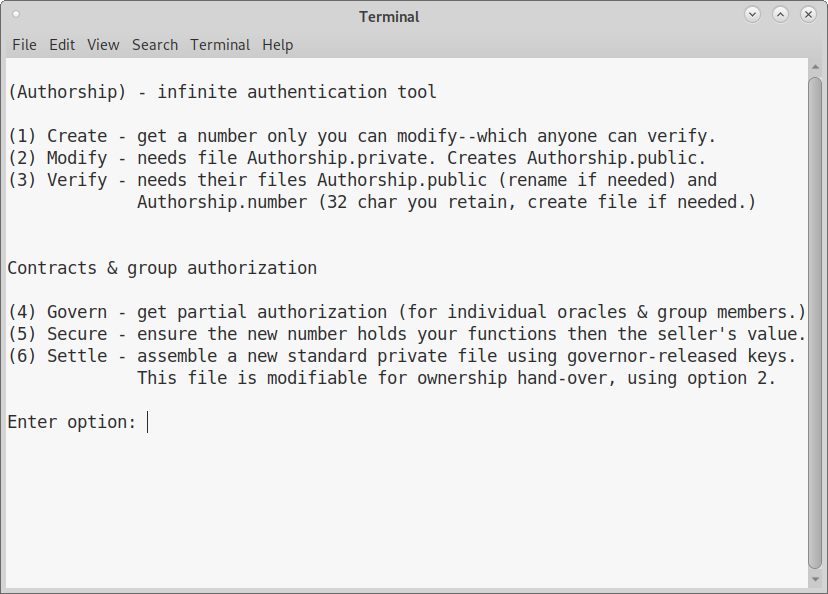 Terminal
File Edit View Search Terminal Help
(Authorship) - infinite authentication tool
(1) Create - get a number only you can modify--which anyone can verify.
(2) Modify - needs file Authorship.private. Creates Authorship.public.
(3) Verify - needs their files Authorship.public (rename if needed) and
Authorship.number (32 char you retain, create file if needed.)
Contracts & group authorization
(4) Govern - get partial authorization (for individual oracles & group members.)
(5) Secure - ensure the new number holds your functions then the seller's value.
(6) Settle - assemble a new standard private file using governor-released keys.
This file is modifiable for ownership hand-over, using option 2.
Enter option: